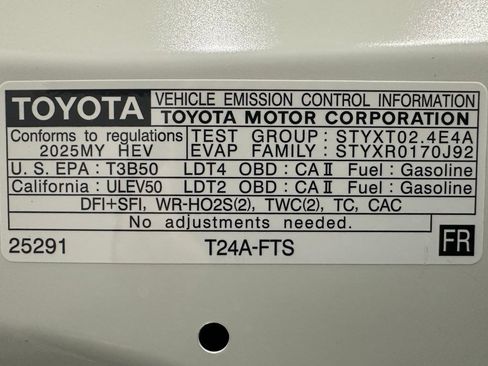 TOYOTA VEHICLE EMISSION CONTROL INFORMATION
TOYOTA MOTOR CORPORATION
Conforms to regulations TEST GROUP : STYXT02.4E4A
2025MY HEV EVAP FAMILY : STYXR0170J92
U. S. EPA : T3B50 LDT4 OBD : CA II Fuel : Gasoline
California : ULEV50 LDT2 OBD : CA II Fuel : Gasoline
DFI+SFI, WR-HO2S(2), TWC(2), TC, CAC
No adjustments needed.
25291 T24A-FTS FR